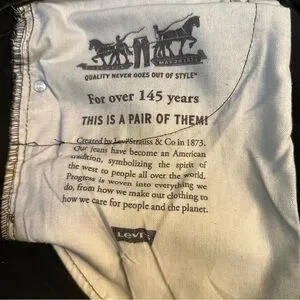 QUALITY NEVER GOES OUT OF STYLE™
For over 145 years
THIS IS A PAIR OF THEM!
Created by Levi Strauss & Co in 1873.
Our jeans have become an American
tradition, symbolizing the spirit of
the west to people all over the world.
Progress is woven into everything we
do, from how we make our clothing to
how we care for people and the planet.
Levi's